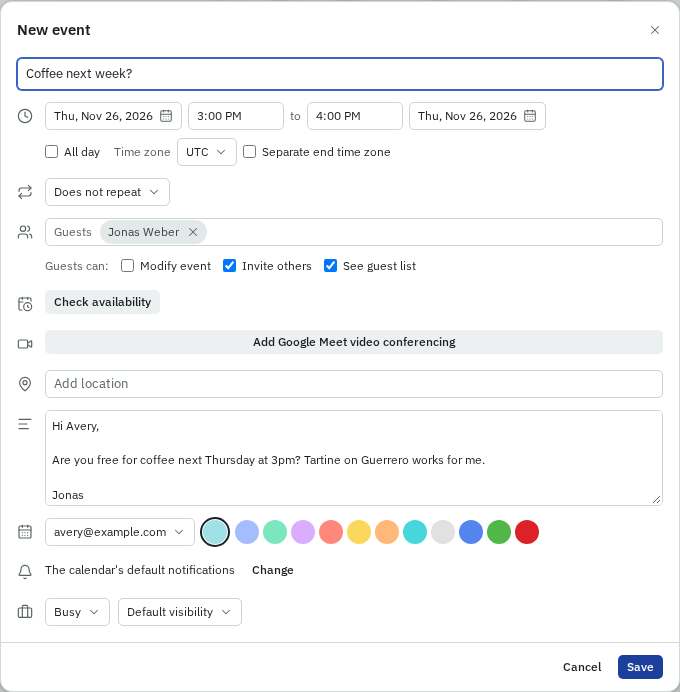 New event
Coffee next week?
Thu, Nov 26, 2026 3:00 PM to 4:00 PM Thu, Nov 26, 2026
All day Time zone UTC Separate end time zone
Does not repeat
Guests Jonas Weber
Guests can: Modify event Invite others See guest list
Check availability
Add Google Meet video conferencing
Add location
Hi Avery,
Are you free for coffee next Thursday at 3pm? Tartine on Guerrero works for me.
Jonas
avery@example.com
The calendar's default notifications Change
Busy Default visibility
Cancel Save